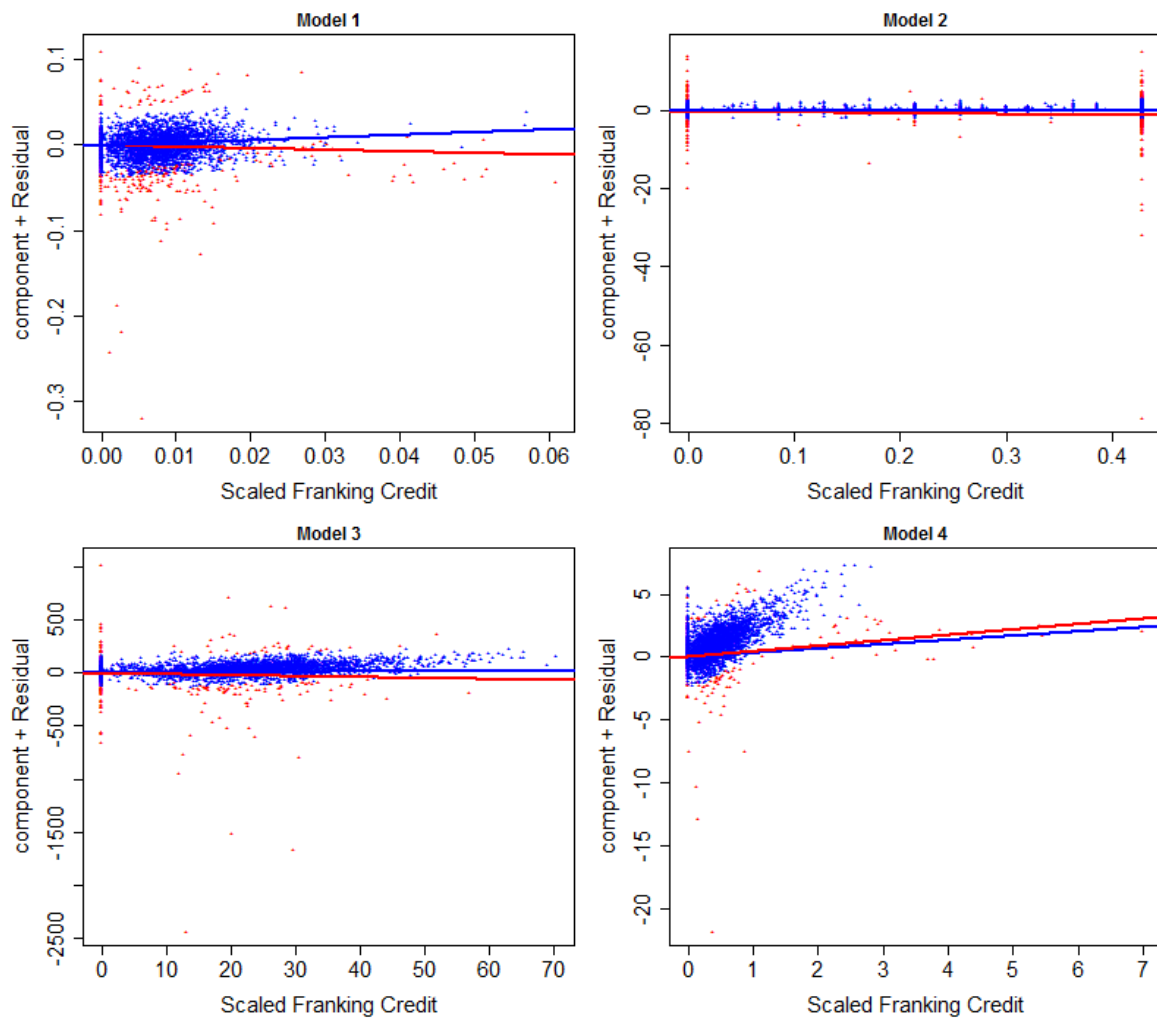 Model 1
component + Residual
0.1
0.0
-0.1
-0.2
-0.3
0.00 0.01 0.02 0.03 0.04 0.05 0.06
Scaled Franking Credit
Model 2
component + Residual
0
-20
-40
-60
-80
0.0 0.1 0.2 0.3 0.4
Scaled Franking Credit
Model 3
component + Residual
500
0
-500
-1500
-2500
0 10 20 30 40 50 60 70
Scaled Franking Credit
Model 4
component + Residual
5
0
-5
-10
-15
-20
0 1 2 3 4 5 6 7
Scaled Franking Credit